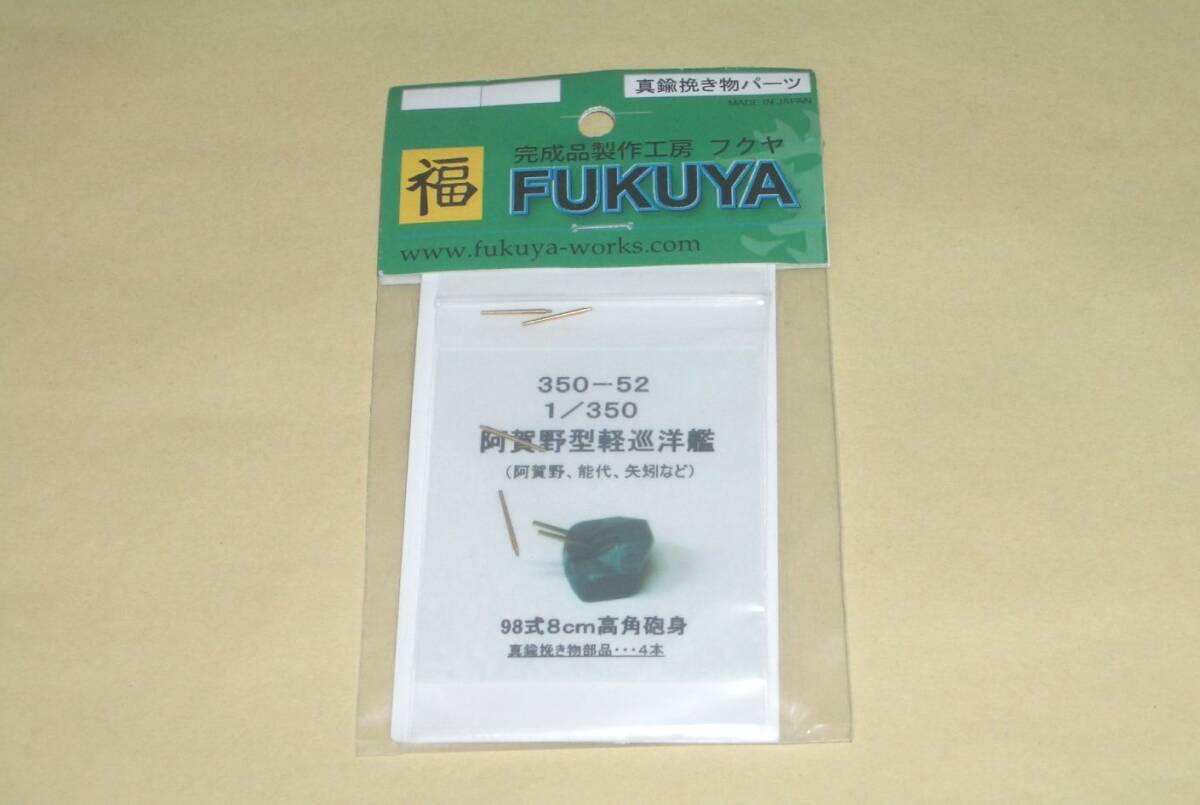 真鍮挽き物パーツ
MADE IN JAPAN
完成品製作工房 フクヤ
福
FUKUYA
www.fukuya-works.com
350－52
1／350
阿賀野型軽巡洋艦
（阿賀野、能代、矢矧など）
98式8cm高角砲身
真鍮挽き物部品・・・4本